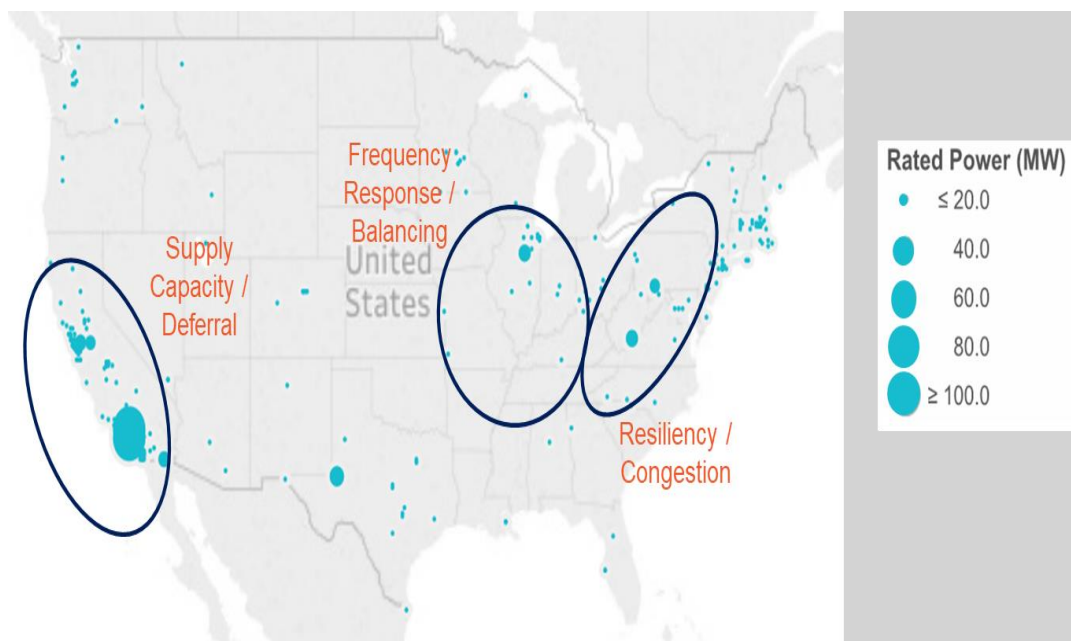 Frequency
Response /
Balancing
Supply
Capacity /
Deferral
United
States
Resiliency /
Congestion
Rated Power (MW)
≤ 20.0
40.0
60.0
80.0
≥ 100.0